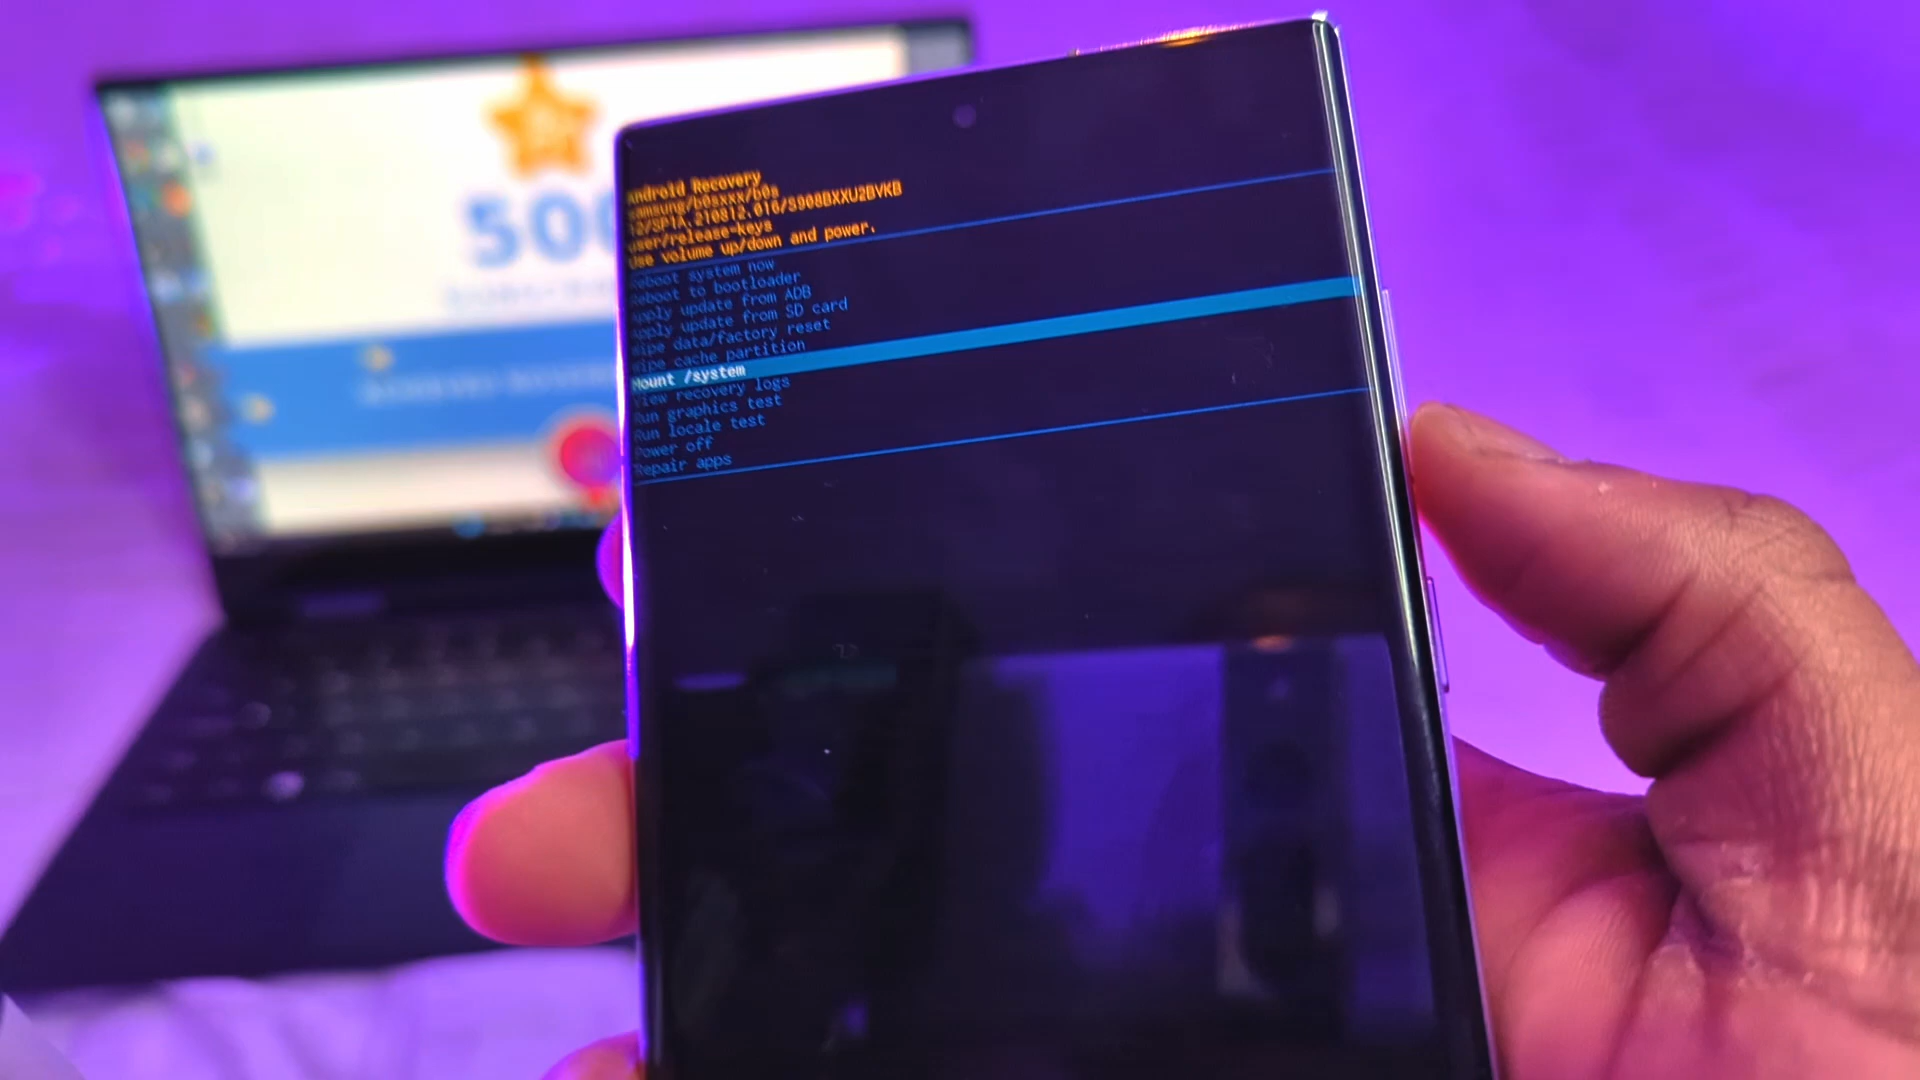 Android Recovery
samsung/b0sxxx/b0s
12/SP1A.210812.016/S908BXXU2BVKB
user/release-keys
Use volume up/down and power.
Reboot system now
Reboot to bootloader
Apply update from ADB
Apply update from SD card
Wipe data/factory reset
Wipe cache partition
Mount /system
View recovery logs
Run graphics test
Run locale test
Power off
Repair apps
500